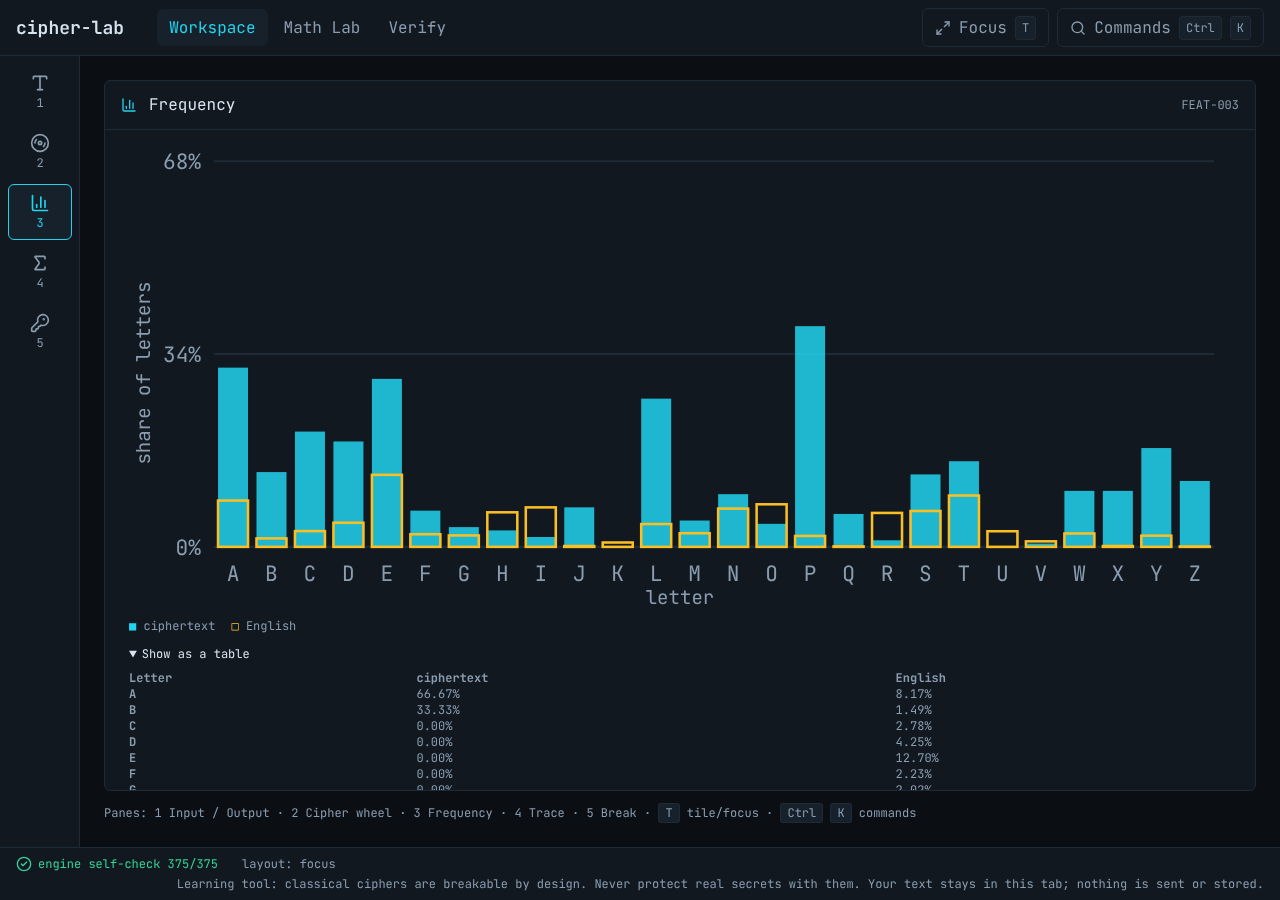 cipher-lab
Workspace
Math Lab
Verify
Focus T
Commands Ctrl K
1
2
3
4
5
Frequency
FEAT-003
68%
34%
0%
share of letters
A B C D E F G H I J K L M N O P Q R S T U V W X Y Z
letter
ciphertext English
Show as a table
Letter ciphertext English
A 66.67% 8.17%
B 33.33% 1.49%
C 0.00% 2.78%
D 0.00% 4.25%
E 0.00% 12.70%
F 0.00% 2.23%
G 0.00% 2.02%
Panes: 1 Input / Output · 2 Cipher wheel · 3 Frequency · 4 Trace · 5 Break · T tile/focus · Ctrl K commands
engine self-check 375/375 layout: focus
Learning tool: classical ciphers are breakable by design. Never protect real secrets with them. Your text stays in this tab; nothing is sent or stored.